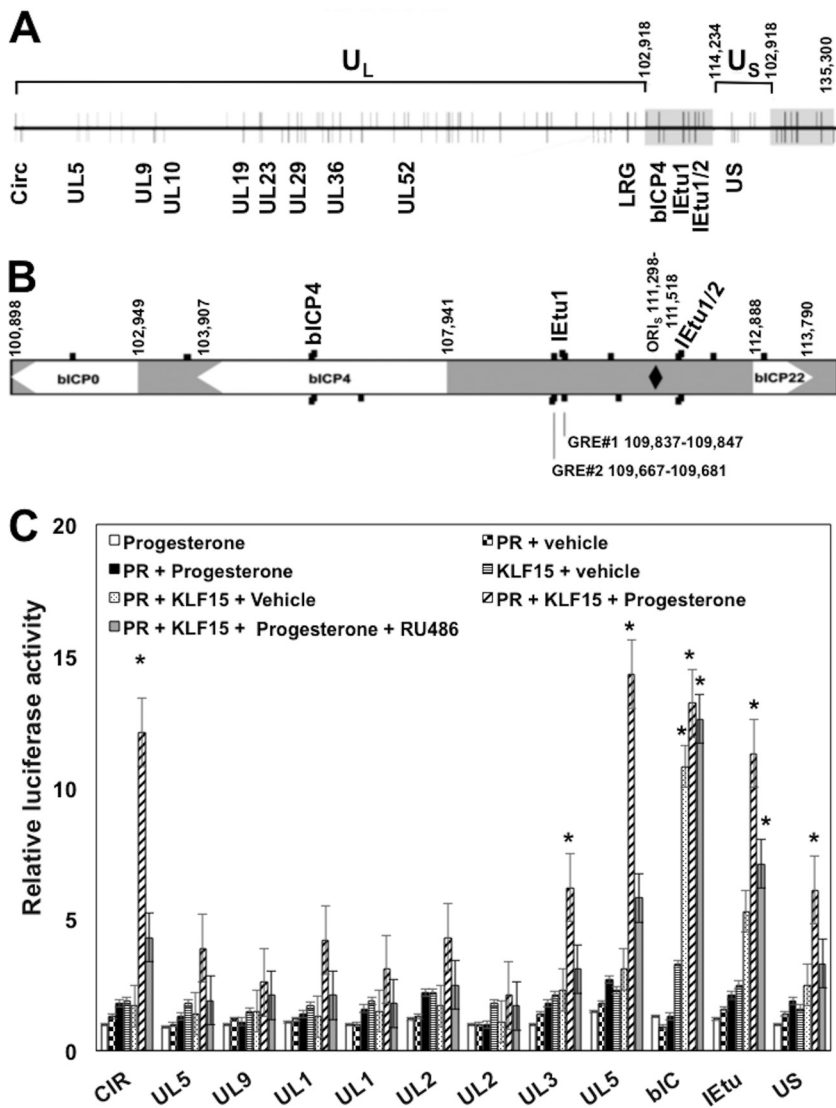 A
U_L
102,918
114,234
U_S
102,918
135,300
Circ
UL5
UL9
UL10
UL19
UL23
UL29
UL36
UL52
LRG
bICP4
IEtu1
IEtu1/2
US
B
100,898
102,949
103,907
bICP4
107,941
IEtu1
ORIS 111,298-
111,518
IEtu1/2
112,888
113,790
bICP0
bICP4
bICP22
GRE#1 109,837-109,847
GRE#2 109,667-109,681
C
Relative luciferase activity
20
15
10
5
0
Progesterone
PR + vehicle
PR + Progesterone
KLF15 + vehicle
PR + KLF15 + Vehicle
PR + KLF15 + Progesterone
PR + KLF15 + Progesterone + RU486
*
*
*
*
*
*
*
*
*
CIR
UL5
UL9
UL1
UL1
UL2
UL2
UL3
UL5
bIC
IEtu
US